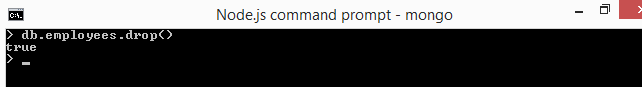 Node.js command prompt - mongo
> db.employees.drop()
true
> _